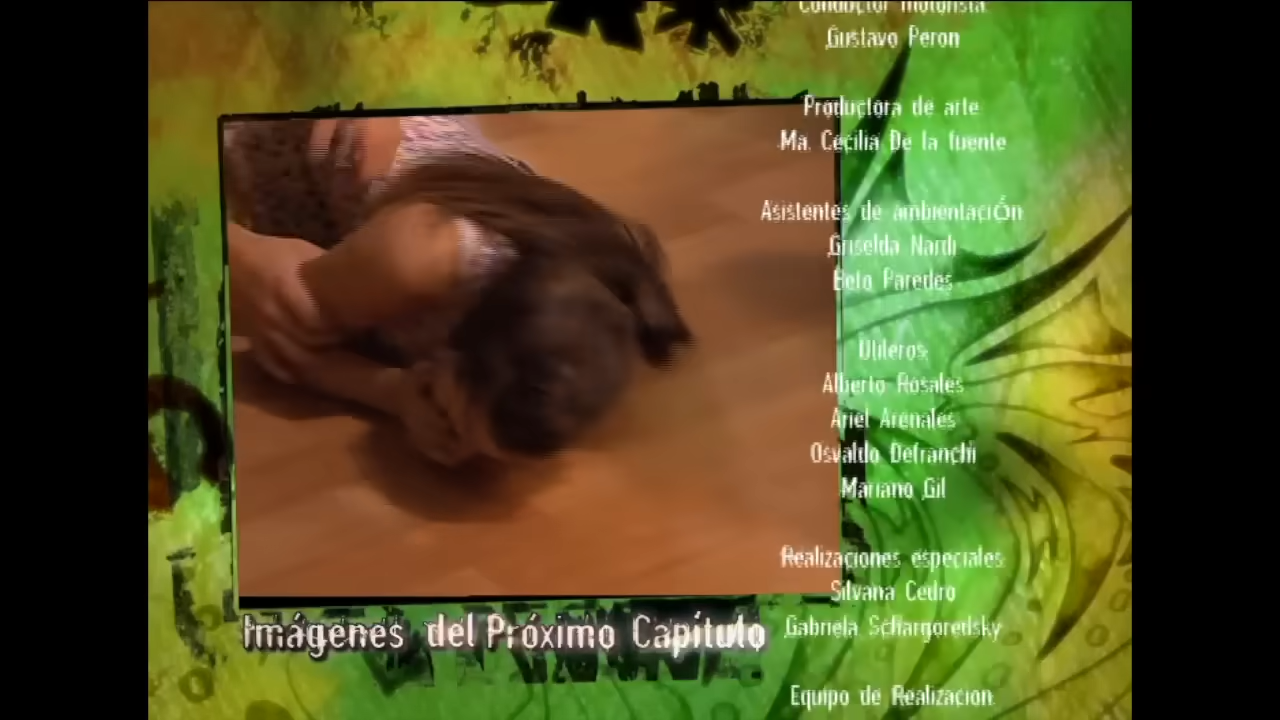 Conductor motorista
Gustavo Peron
Productora de arte
Ma. Cecilia De la fuente
Asistentes de ambientación
Griselda Nardi
Beto Paredes
Utileros
Alberto Rosales
Ariel Arenales
Osvaldo Defranchi
Mariano Gil
Realizaciones especiales
Silvana Cedro
Gabriela Schargoredsky
Equipo de Realizacion
Imágenes del Próximo Capítulo